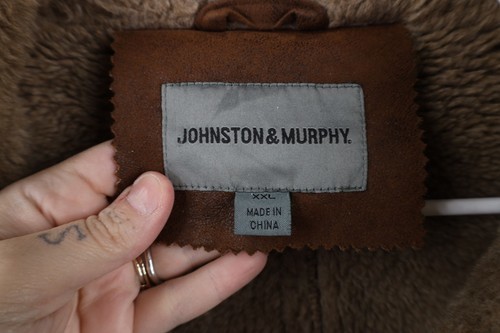 JOHNSTON & MURPHY.
XXL
MADE IN
CHINA